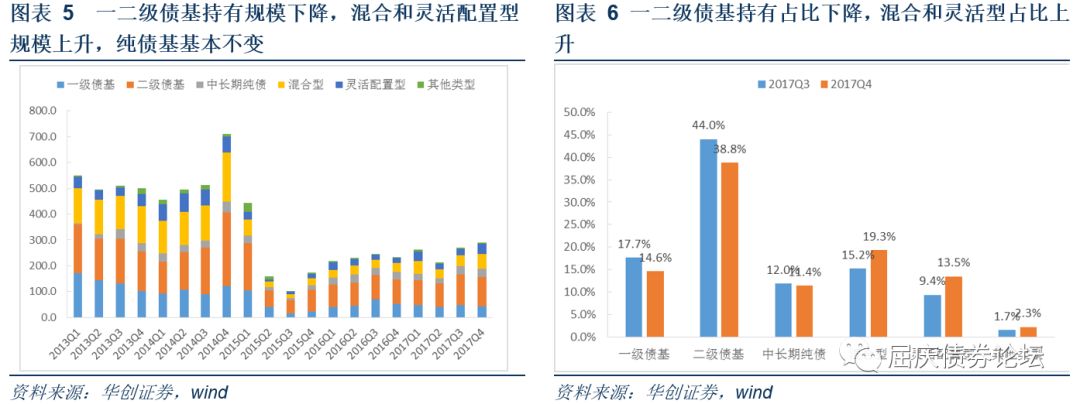 图表 5 一二级债基持有规模下降，混合和灵活配置型
规模上升，纯债基基本不变
一级债基 二级债基 中长期纯债 混合型 灵活配置型 其他类型
800.0
700.0
600.0
500.0
400.0
300.0
200.0
100.0
0.0
2013Q1 2013Q2 2013Q3 2013Q4 2014Q1 2014Q2 2014Q3 2014Q4 2015Q1 2015Q2 2015Q3 2015Q4 2016Q1 2016Q2 2016Q3 2016Q4 2017Q1 2017Q2 2017Q3 2017Q4
资料来源：华创证券，wind
图表 6 一二级债基持有占比下降，混合和灵活型占比上
升
2017Q3 2017Q4
50.0%
45.0%
40.0%
35.0%
30.0%
25.0%
20.0%
15.0%
10.0%
5.0%
0.0%
17.7% 14.6% 44.0% 38.8% 12.0% 11.4% 15.2% 19.3% 9.4% 13.5% 1.7% 2.3%
一级债基 二级债基 中长期纯债
屈庆债券论坛
资料来源：华创证券，wind